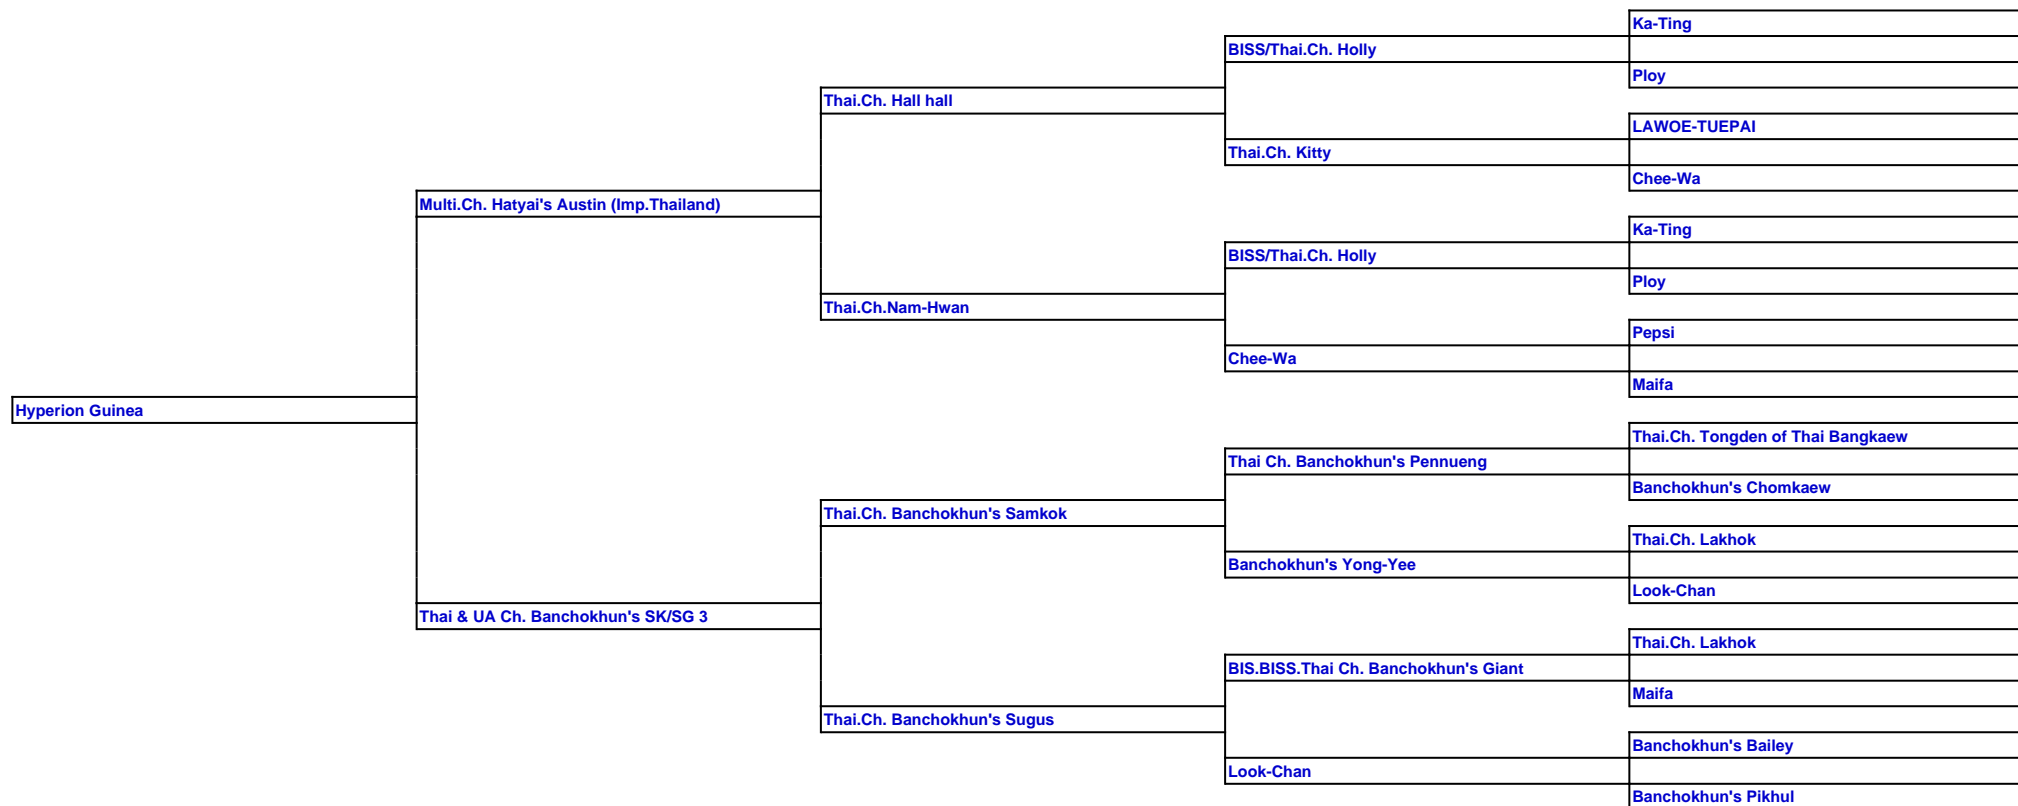 Ka-Ting
BISS/Thai.Ch. Holly
Ploy
Thai.Ch. Hall hall
LAWOE-TUEPAI
Thai.Ch. Kitty
Chee-Wa
Multi.Ch. Hatyai's Austin (Imp.Thailand)
Ka-Ting
BISS/Thai.Ch. Holly
Ploy
Thai.Ch.Nam-Hwan
Pepsi
Chee-Wa
Maifa
Hyperion Guinea
Thai.Ch. Tongden of Thai Bangkaew
Thai Ch. Banchokhun's Pennueng
Banchokhun's Chomkaew
Thai.Ch. Banchokhun's Samkok
Thai.Ch. Lakhok
Banchokhun's Yong-Yee
Look-Chan
Thai & UA Ch. Banchokhun's SK/SG 3
Thai.Ch. Lakhok
BIS.BISS.Thai Ch. Banchokhun's Giant
Maifa
Thai.Ch. Banchokhun's Sugus
Banchokhun's Bailey
Look-Chan
Banchokhun's Pikhul